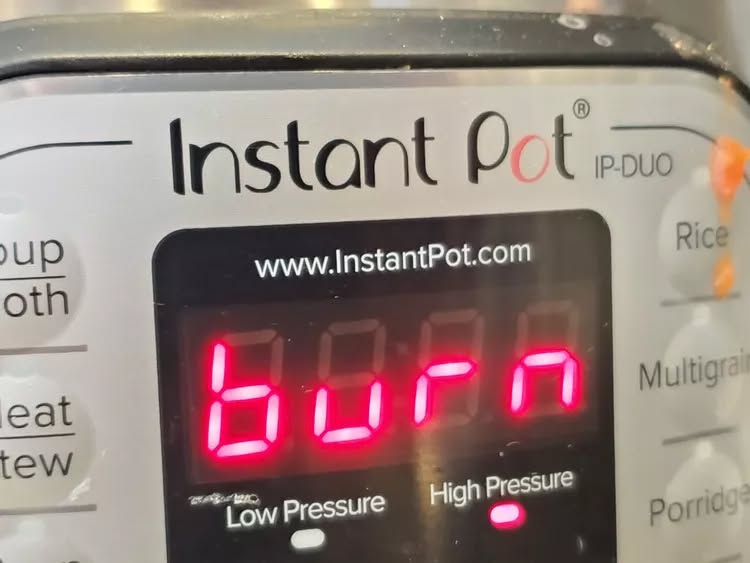 Instant Pot® IP-DUO
www.InstantPot.com
burn
Low Pressure
High Pressure
oup
oth
eat
tew
Rice
Multigrai
Porridge